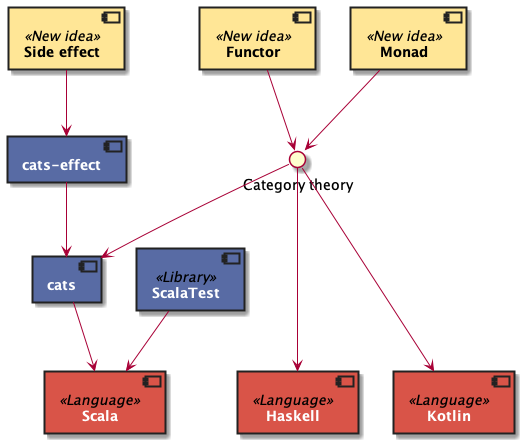 «New idea»
Side effect
«New idea»
Functor
«New idea»
Monad
cats-effect
Category theory
cats
«Library»
ScalaTest
«Language»
Scala
«Language»
Haskell
«Language»
Kotlin